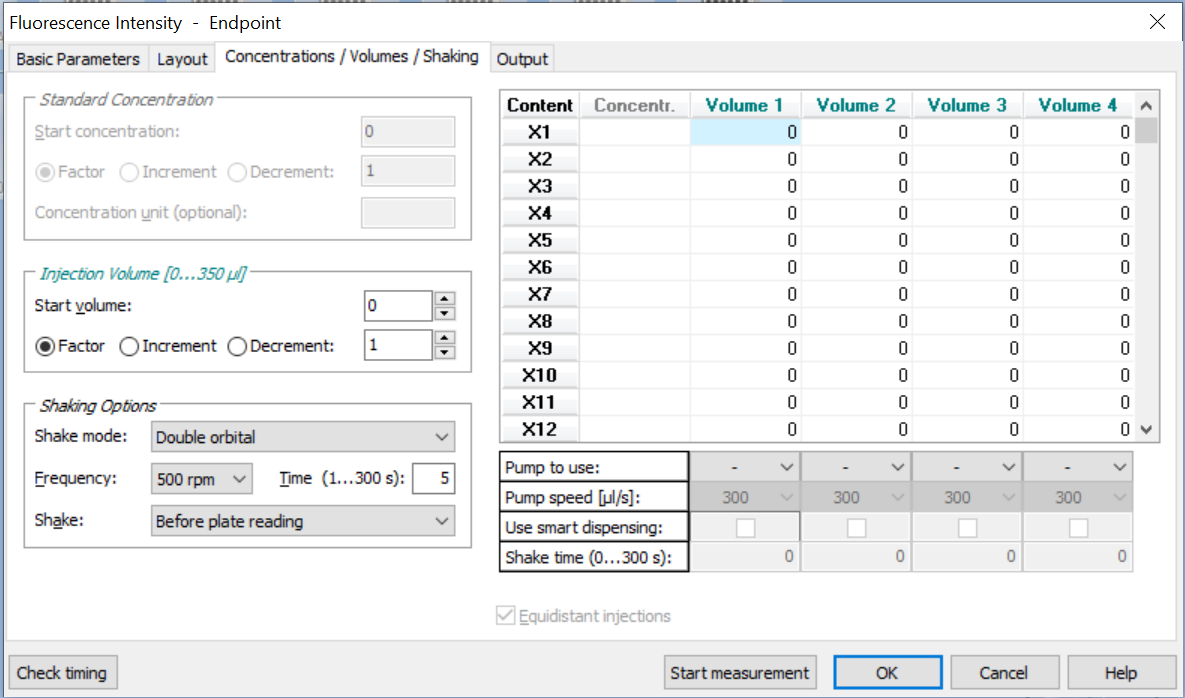 Fluorescence Intensity - Endpoint
Basic Parameters Layout Concentrations / Volumes / Shaking Output
Standard Concentration
Start concentration: 0
Factor Increment Decrement: 1
Concentration unit (optional):
Injection Volume [0...350 µl]
Start volume: 0
Factor Increment Decrement: 1
Shaking Options
Shake mode: Double orbital
Frequency: 500 rpm Time (1...300 s): 5
Shake: Before plate reading
Content Concentr. Volume 1 Volume 2 Volume 3 Volume 4
X1 0 0 0 0
X2 0 0 0 0
X3 0 0 0 0
X4 0 0 0 0
X5 0 0 0 0
X6 0 0 0 0
X7 0 0 0 0
X8 0 0 0 0
X9 0 0 0 0
X10 0 0 0 0
X11 0 0 0 0
X12 0 0 0 0
Pump to use: - - - -
Pump speed [µl/s]: 300 300 300 300
Use smart dispensing:
Shake time (0...300 s): 0 0 0 0
Equidistant injections
Check timing Start measurement OK Cancel Help